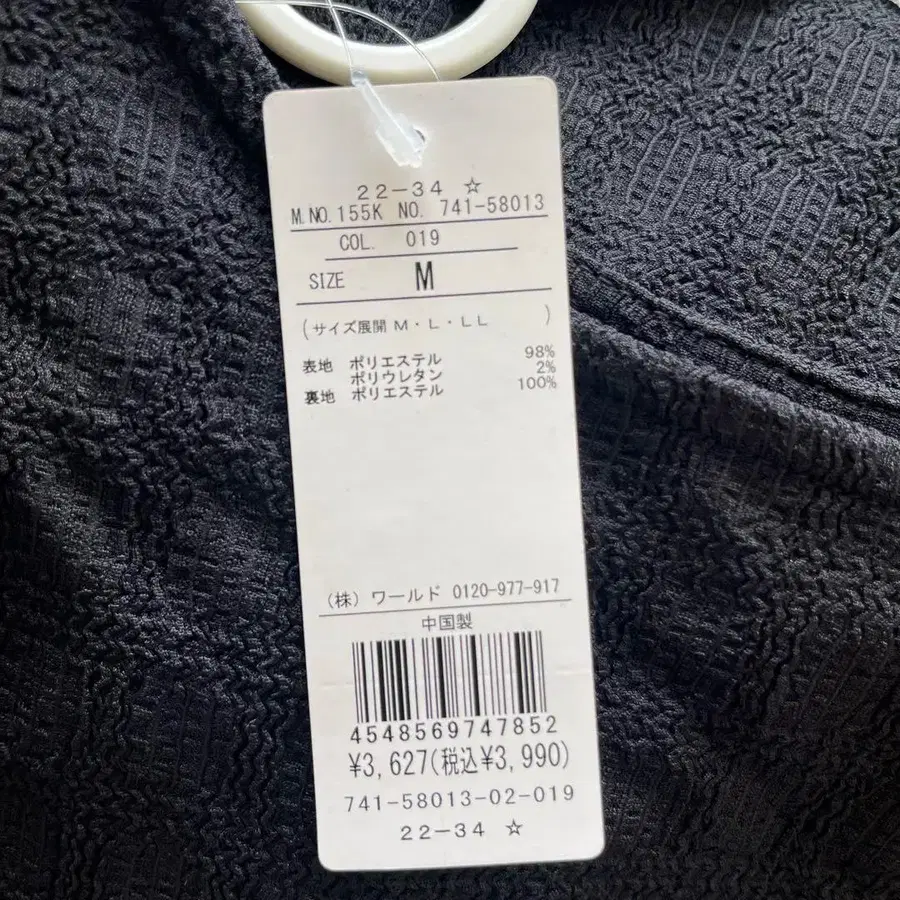 22-34 ☆
M.NO.155K NO. 741-58013
COL. 019
SIZE M
(サイズ展開 M・L・LL )
表地 ポリエステル 98%
ポリウレタン 2%
裏地 ポリエステル 100%
(株) ワールド 0120-977-917
中国製
4548569747852
¥3,627(税込¥3,990)
741-58013-02-019
22-34 ☆